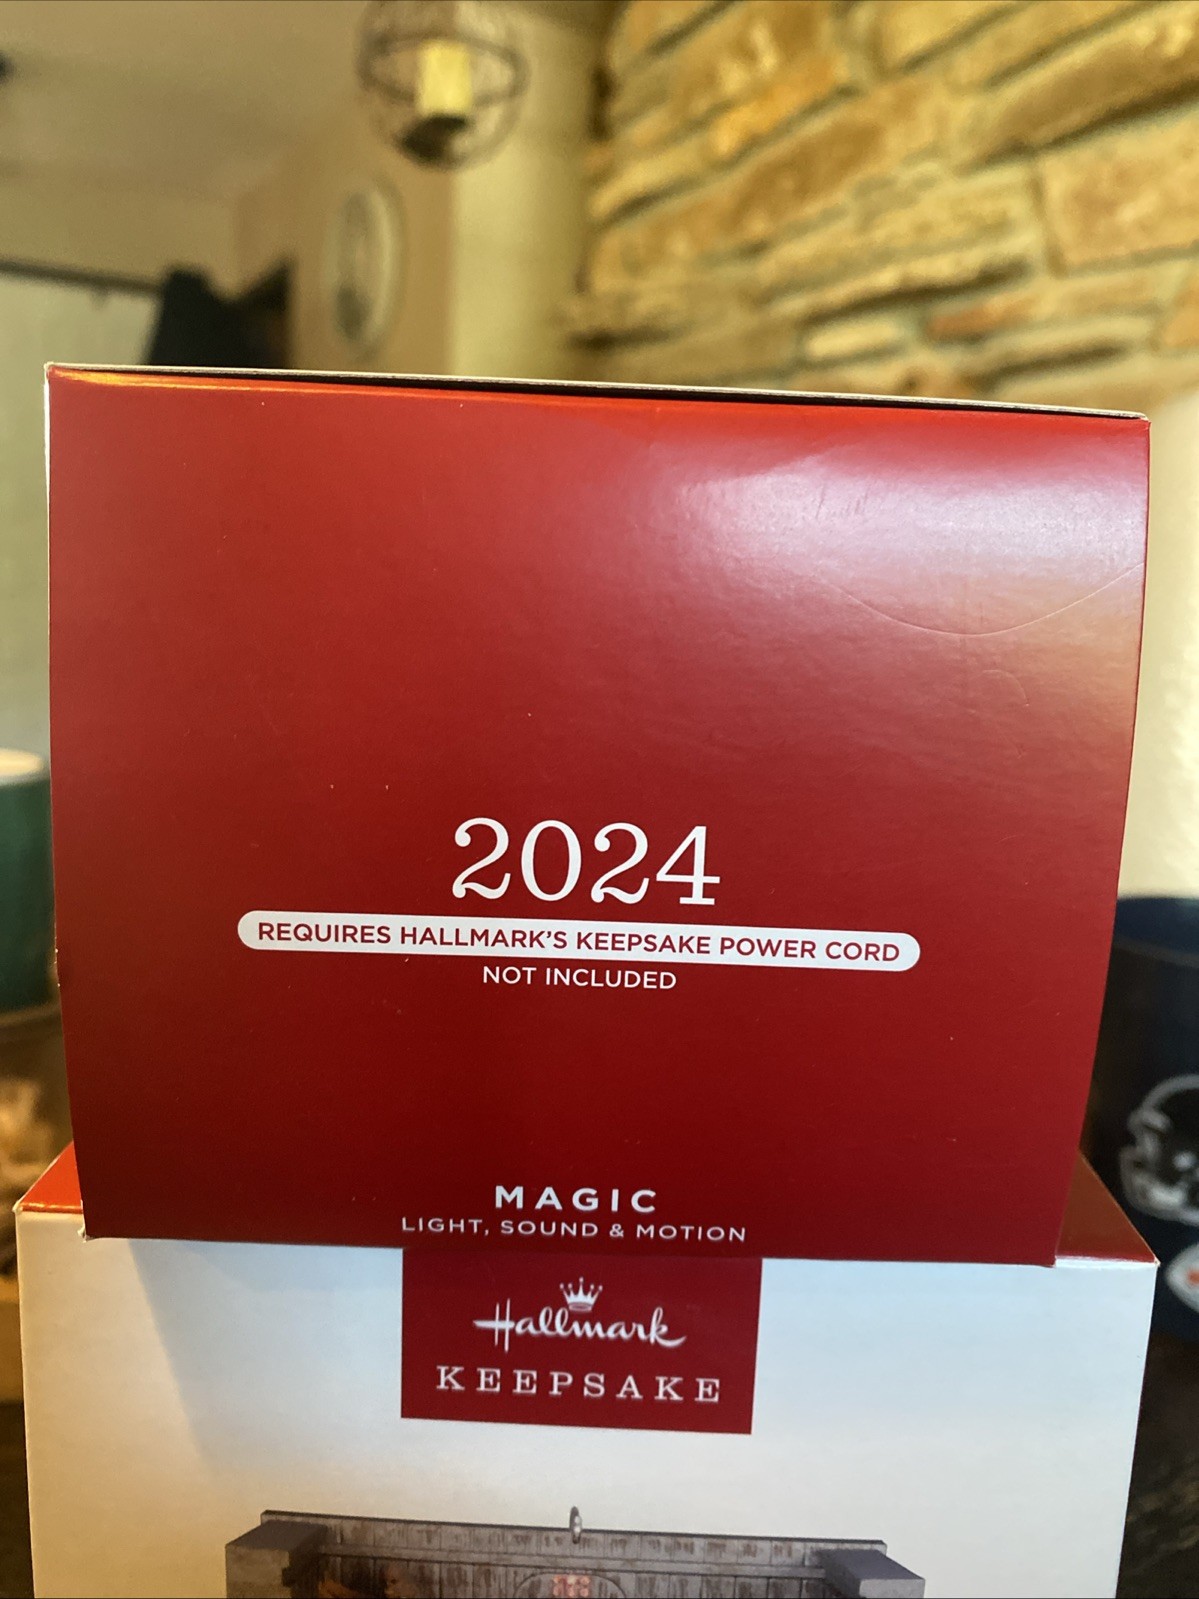 2024
REQUIRES HALLMARK'S KEEPSAKE POWER CORD
NOT INCLUDED
MAGIC
LIGHT, SOUND & MOTION
Hallmark
KEEPSAKE